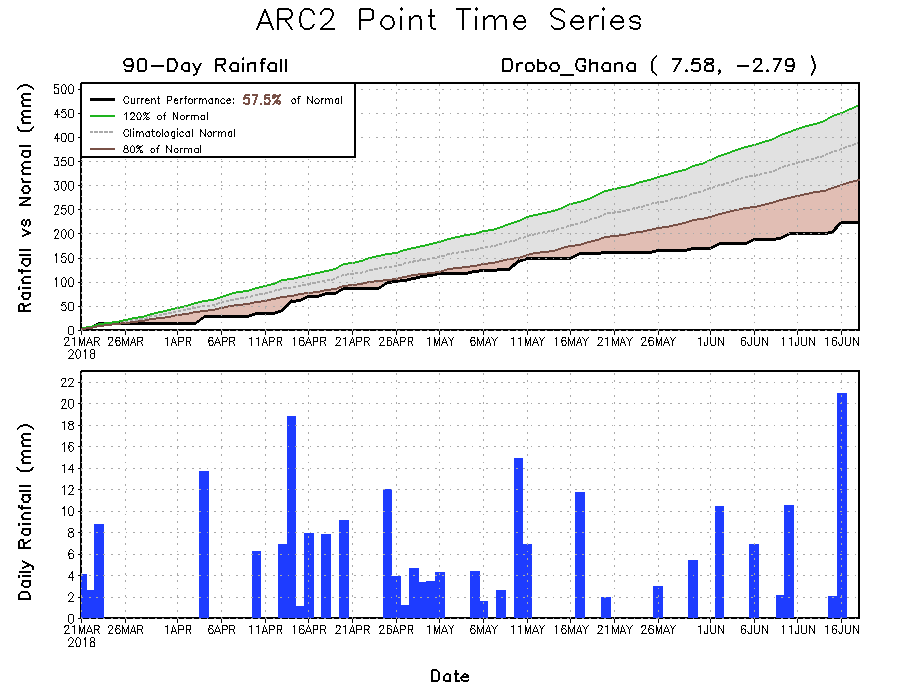 ARC2 Point Time Series
90-Day Rainfall
Drobo_Ghana ( 7.58, -2.79 )
Rainfall vs Normal (mm)
500
450
400
350
300
250
200
150
100
50
0
Current Performance: 57.5% of Normal
120% of Normal
Climatological Normal
80% of Normal
21MAR 26MAR 1APR 6APR 11APR 16APR 21APR 26APR 1MAY 6MAY 11MAY 16MAY 21MAY 26MAY 1JUN 6JUN 11JUN 16JUN
2018
Daily Rainfall (mm)
22
20
18
16
14
12
10
8
6
4
2
0
21MAR 26MAR 1APR 6APR 11APR 16APR 21APR 26APR 1MAY 6MAY 11MAY 16MAY 21MAY 26MAY 1JUN 6JUN 11JUN 16JUN
2018
Date